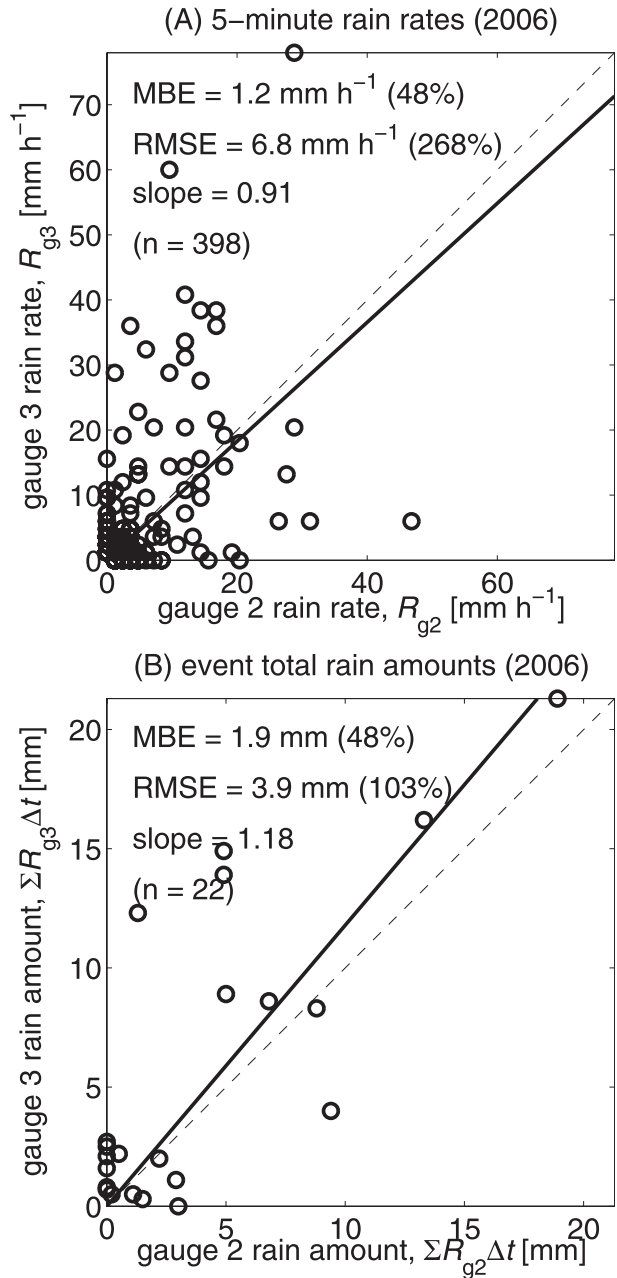 (A) 5−minute rain rates (2006)
MBE = 1.2 mm h−1 (48%)
RMSE = 6.8 mm h−1 (268%)
slope = 0.91
(n = 398)
gauge 3 rain rate, Rg3 [mm h−1]
70
60
50
40
30
20
10
0
0 20 40 60
gauge 2 rain rate, Rg2 [mm h−1]
(B) event total rain amounts (2006)
MBE = 1.9 mm (48%)
RMSE = 3.9 mm (103%)
slope = 1.18
(n = 22)
gauge 3 rain amount, ΣRg3Δt [mm]
20
15
10
5
0
0 5 10 15 20
gauge 2 rain amount, ΣRg2Δt [mm]